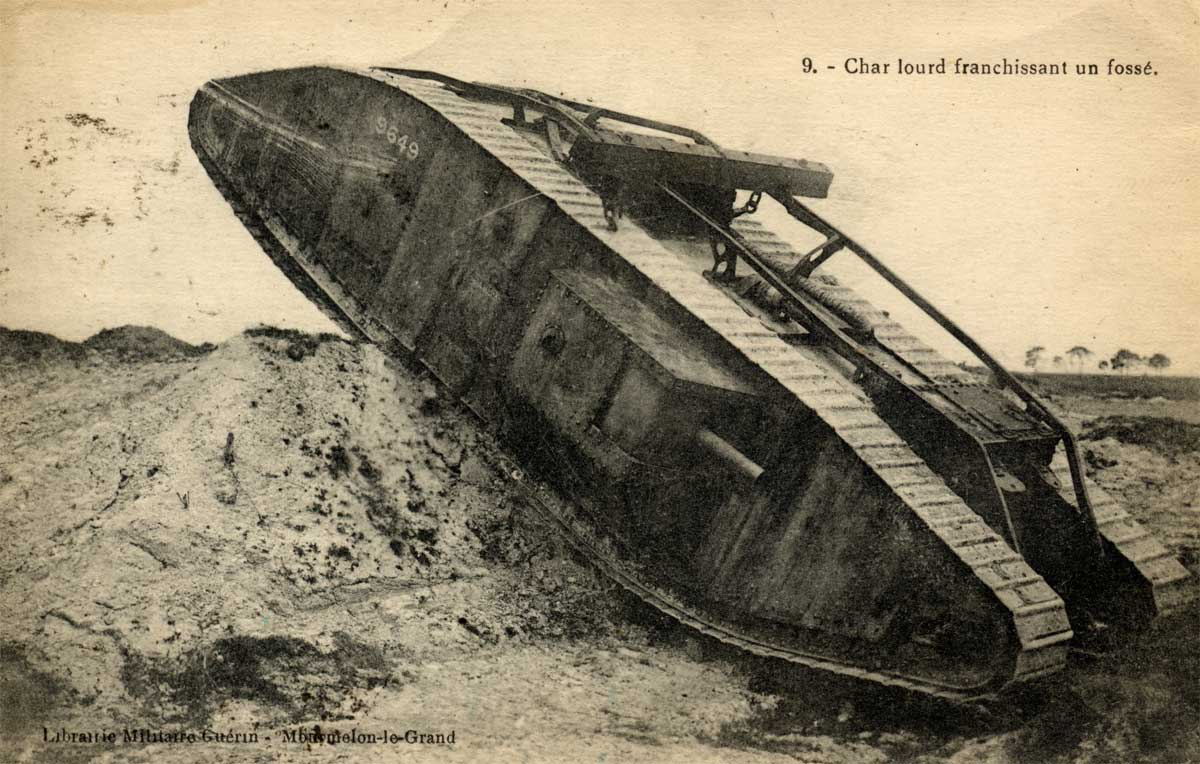 9. - Char lourd franchissant un fossé.
9649
Librairie Militaire Guérin - Mourmelon-le-Grand